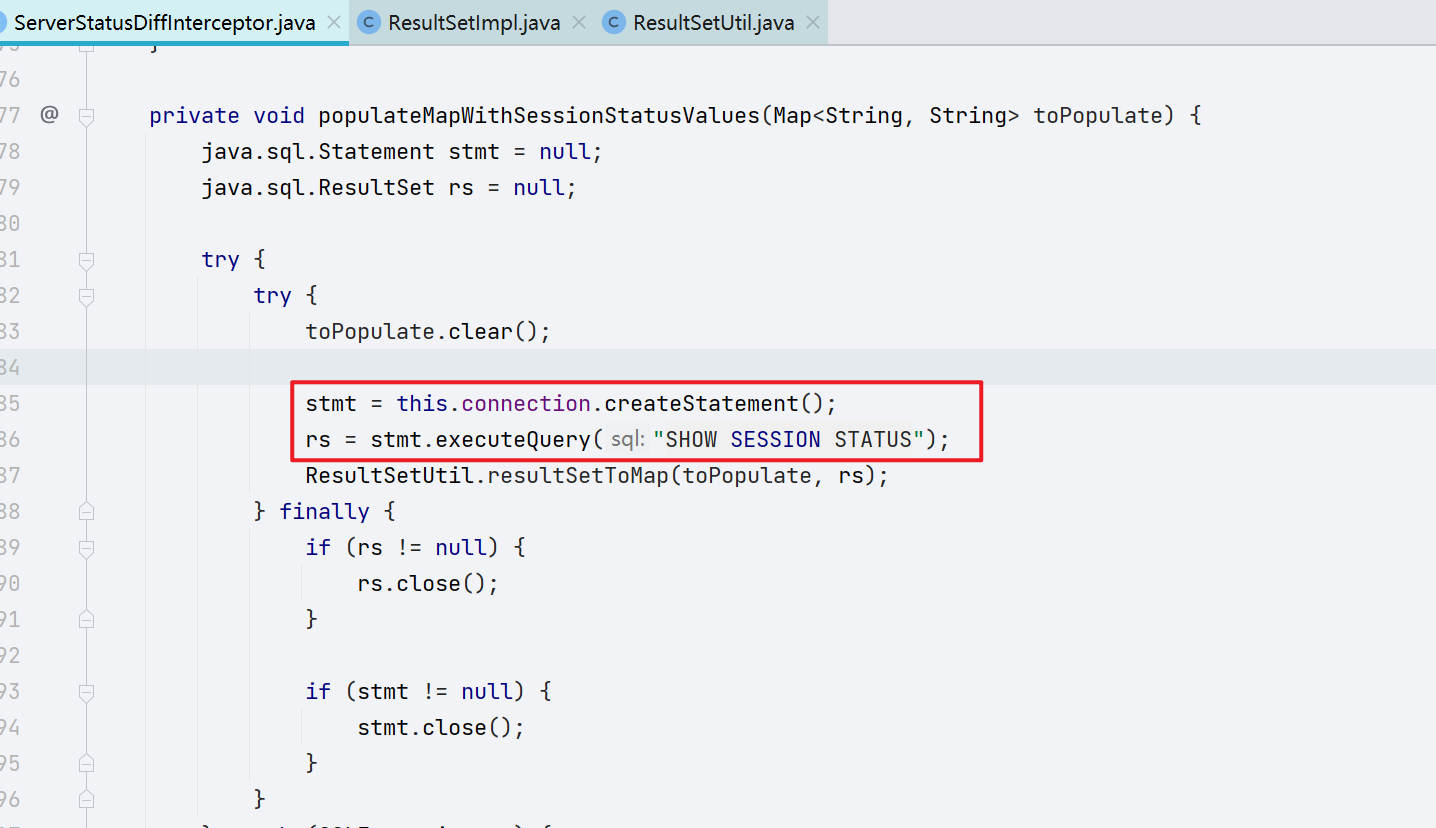 ServerStatusDiffInterceptor.java × C ResultSetImpl.java × C ResultSetUtil.java ×
76
77 @ private void populateMapWithSessionStatusValues(Map<String, String> toPopulate) {
78 java.sql.Statement stmt = null;
79 java.sql.ResultSet rs = null;
80
81 try {
82 try {
83 toPopulate.clear();
84
85 stmt = this.connection.createStatement();
86 rs = stmt.executeQuery( sql: "SHOW SESSION STATUS");
87 ResultSetUtil.resultSetToMap(toPopulate, rs);
88 } finally {
89 if (rs != null) {
90 rs.close();
91 }
92
93 if (stmt != null) {
94 stmt.close();
95 }
96 }